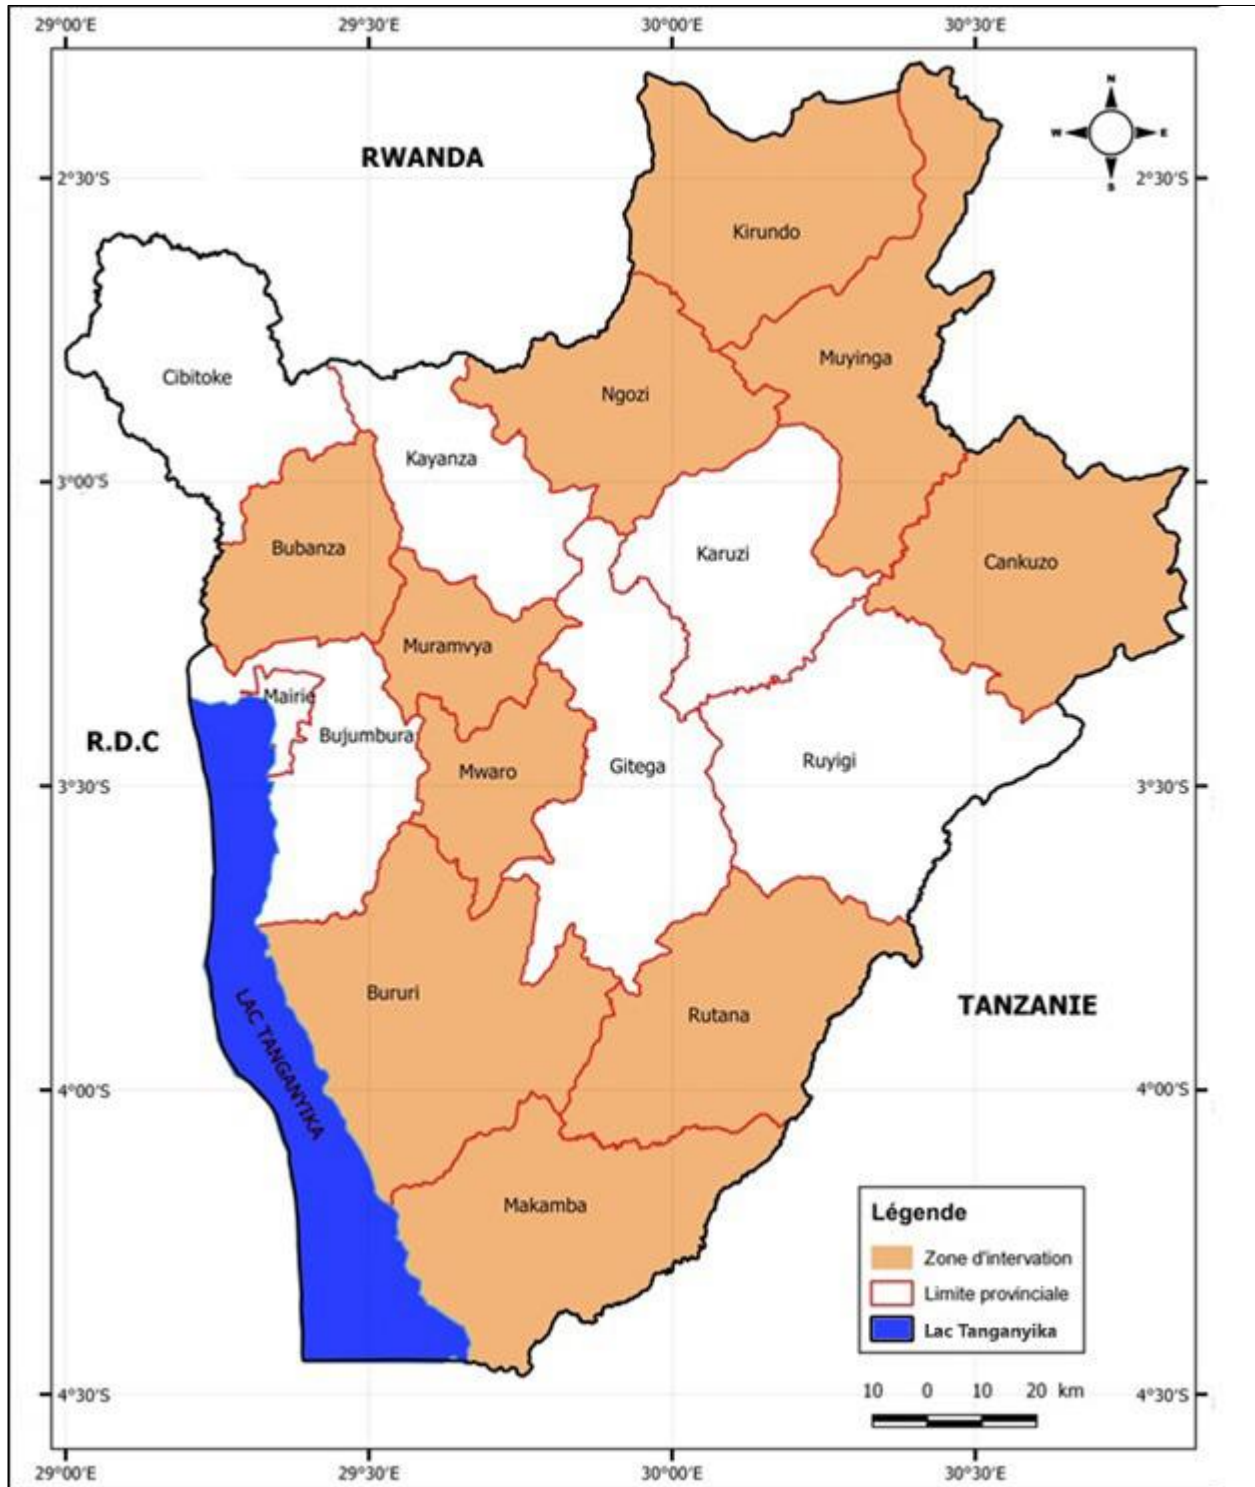 29°00'E 29°30'E 30°00'E 30°30'E
N
W E
S
RWANDA
2°30'S 2°30'S
Kirundo
Muyinga
Cibitoke
Ngozi
Kayanza
3°00'S 3°00'S
Bubanza
Karuzi
Cankuzo
Muramvya
Mairie
Bujumbura
R.D.C
Mwaro
Gitega
Ruyigi
3°30'S 3°30'S
Bururi
LAC TANGANYIKA
Rutana
TANZANIE
4°00'S 4°00'S
Makamba
Légende
Zone d'intervation
Limite provinciale
Lac Tanganyika
10 0 10 20 km
4°30'S 4°30'S
29°00'E 29°30'E 30°00'E 30°30'E